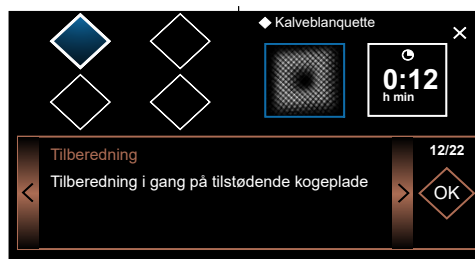 Kalveblanquette
0:12
h min
Tilberedning
12/22
Tilberedning i gang på tilstødende kogeplade
OK